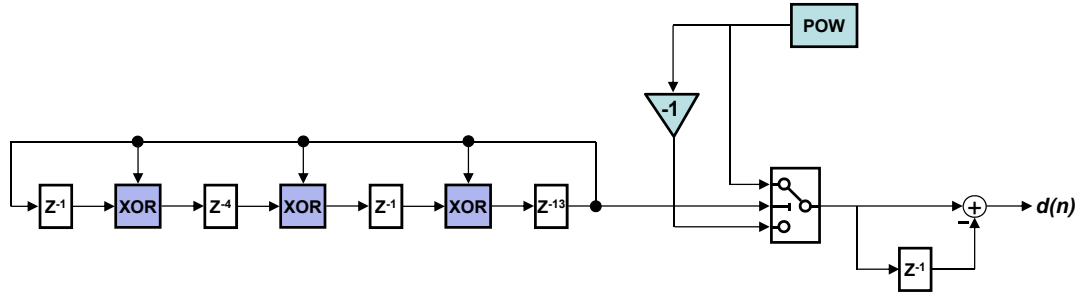 POW
-1
Z-1
XOR
Z-4
XOR
Z-1
XOR
Z-13
+
−
d(n)
Z-1